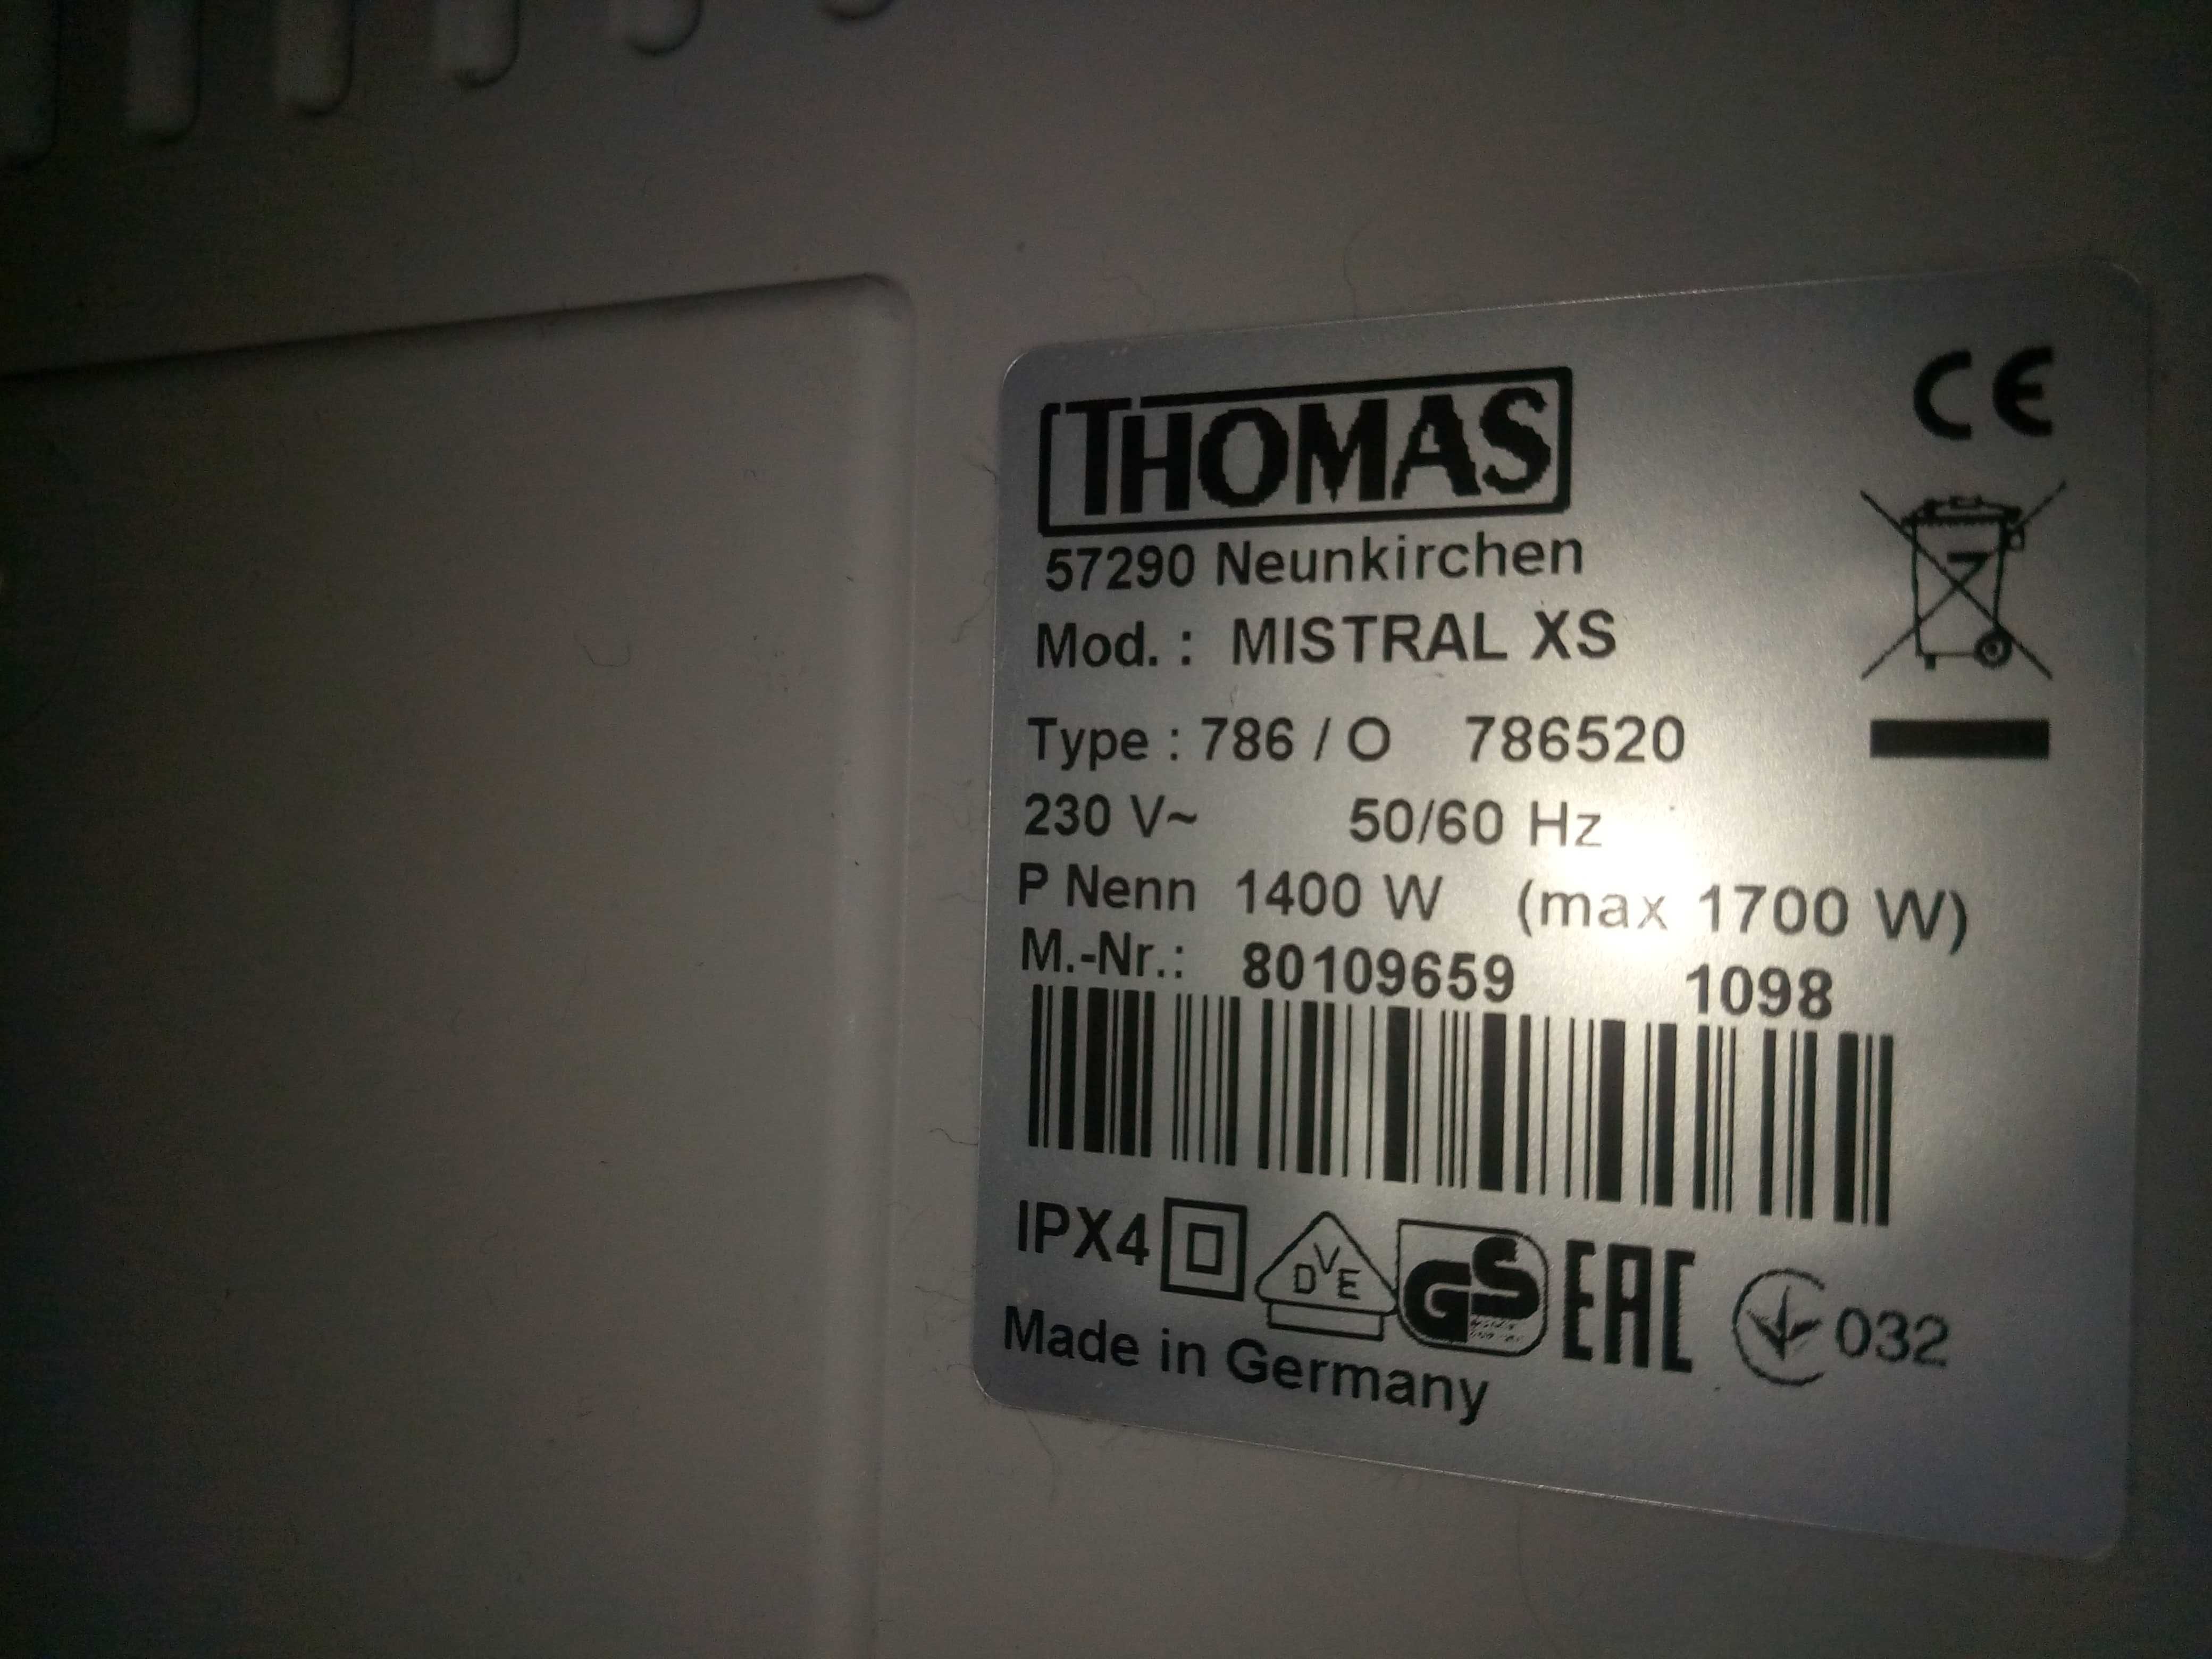 THOMAS
CE
57290 Neunkirchen
Mod. : MISTRAL XS
Type : 786 / O 786520
230 V~ 50/60 Hz
P Nenn 1400 W (max 1700 W)
M.-Nr.: 80109659 1098
IPX4 DVE GS EAC 032
Made in Germany